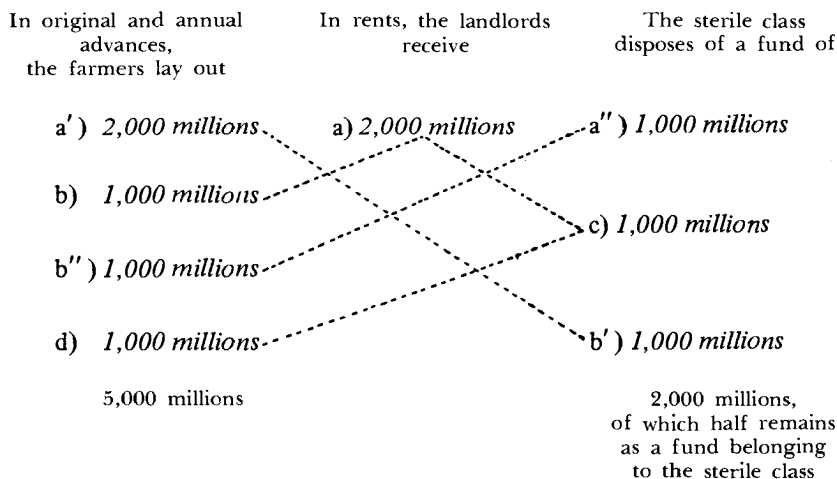 In original and annual
advances,
the farmers lay out
In rents, the landlords
receive
The sterile class
disposes of a fund of
a′) 2,000 millions
a) 2,000 millions
a″) 1,000 millions
b) 1,000 millions
c) 1,000 millions
b″) 1,000 millions
d) 1,000 millions
b′) 1,000 millions
5,000 millions
2,000 millions,
of which half remains
as a fund belonging
to the sterile class